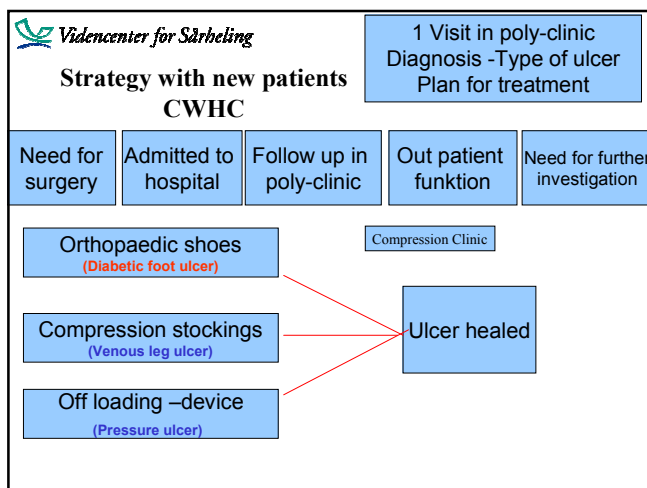 Videncenter for Sårheling
Strategy with new patients
CWHC
1 Visit in poly-clinic
Diagnosis -Type of ulcer
Plan for treatment
Need for
surgery
Admitted to
hospital
Follow up in
poly-clinic
Out patient
funktion
Need for further
investigation
Compression Clinic
Orthopaedic shoes
(Diabetic foot ulcer)
Compression stockings
(Venous leg ulcer)
Off loading –device
(Pressure ulcer)
Ulcer healed